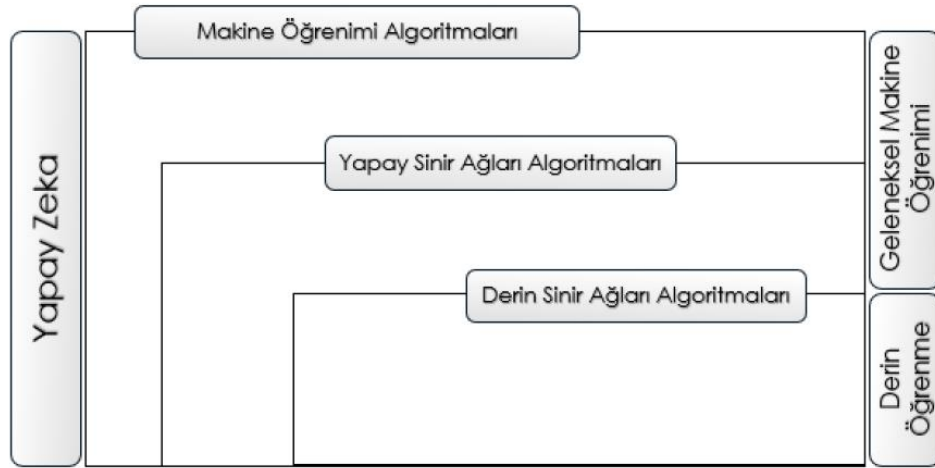 Makine Öğrenimi Algoritmaları
Yapay Zeka
Geleneksel Makine
Öğrenimi
Yapay Sinir Ağları Algoritmaları
Derin Sinir Ağları Algoritmaları
Derin
Öğrenme